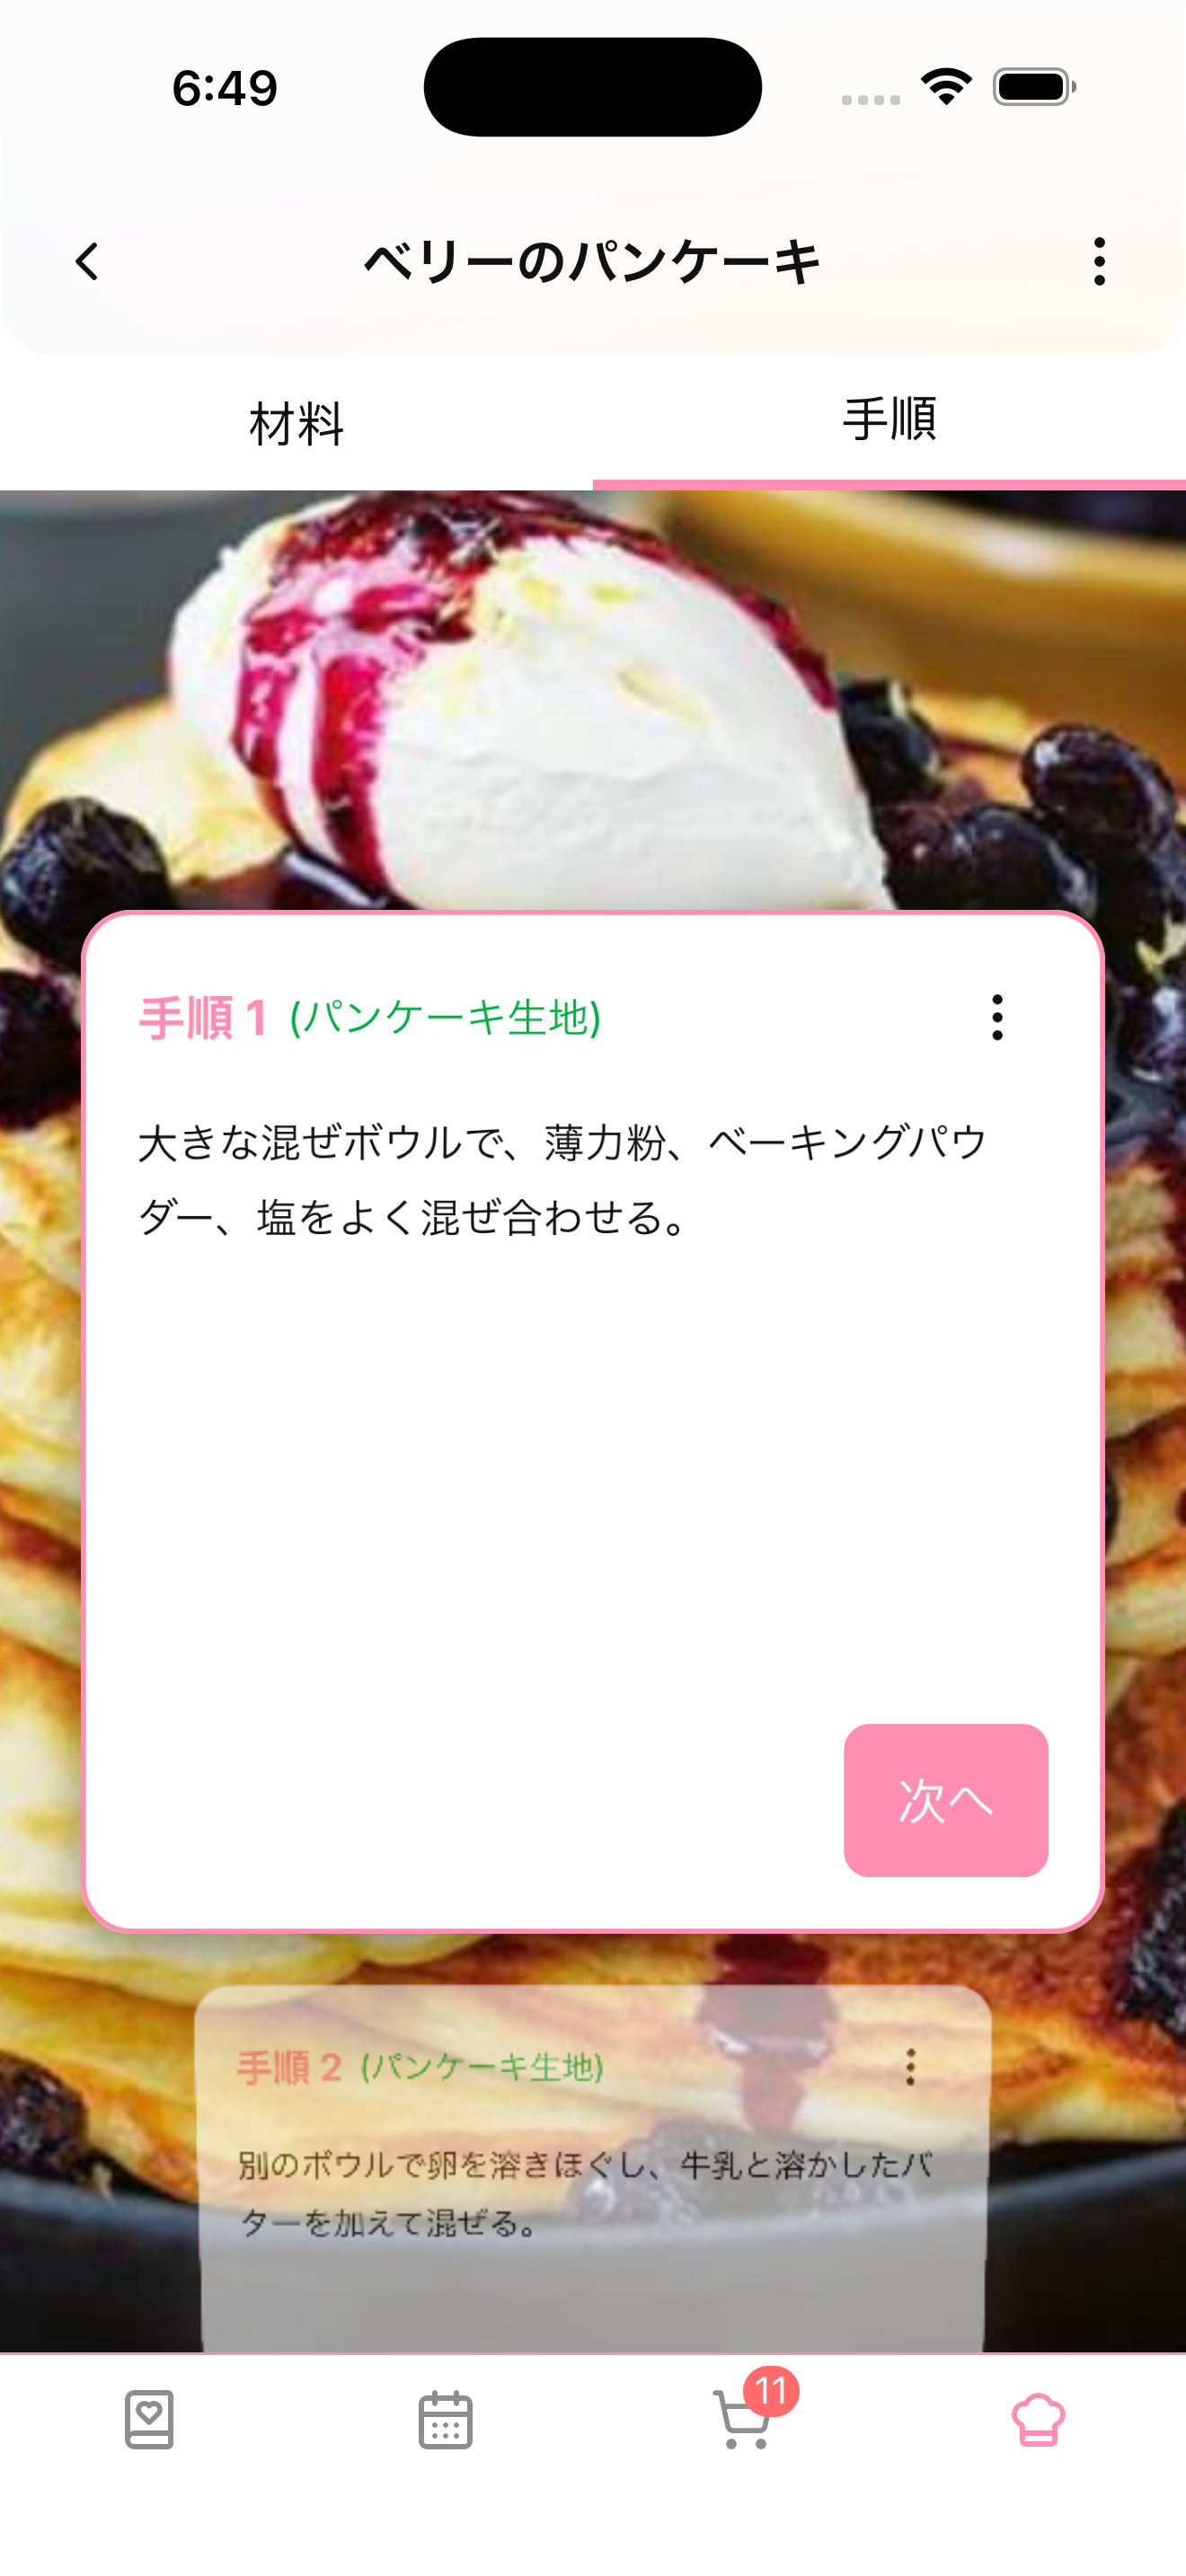 6:49
ベリーのパンケーキ
材料
手順
手順 1 (パンケーキ生地)
大きな混ぜボウルで、薄力粉、ベーキングパウ
ダー、塩をよく混ぜ合わせる。
次へ
手順 2 (パンケーキ生地)
別のボウルで卵を溶きほぐし、牛乳と溶かしたバ
ターを加えて混ぜる。
11